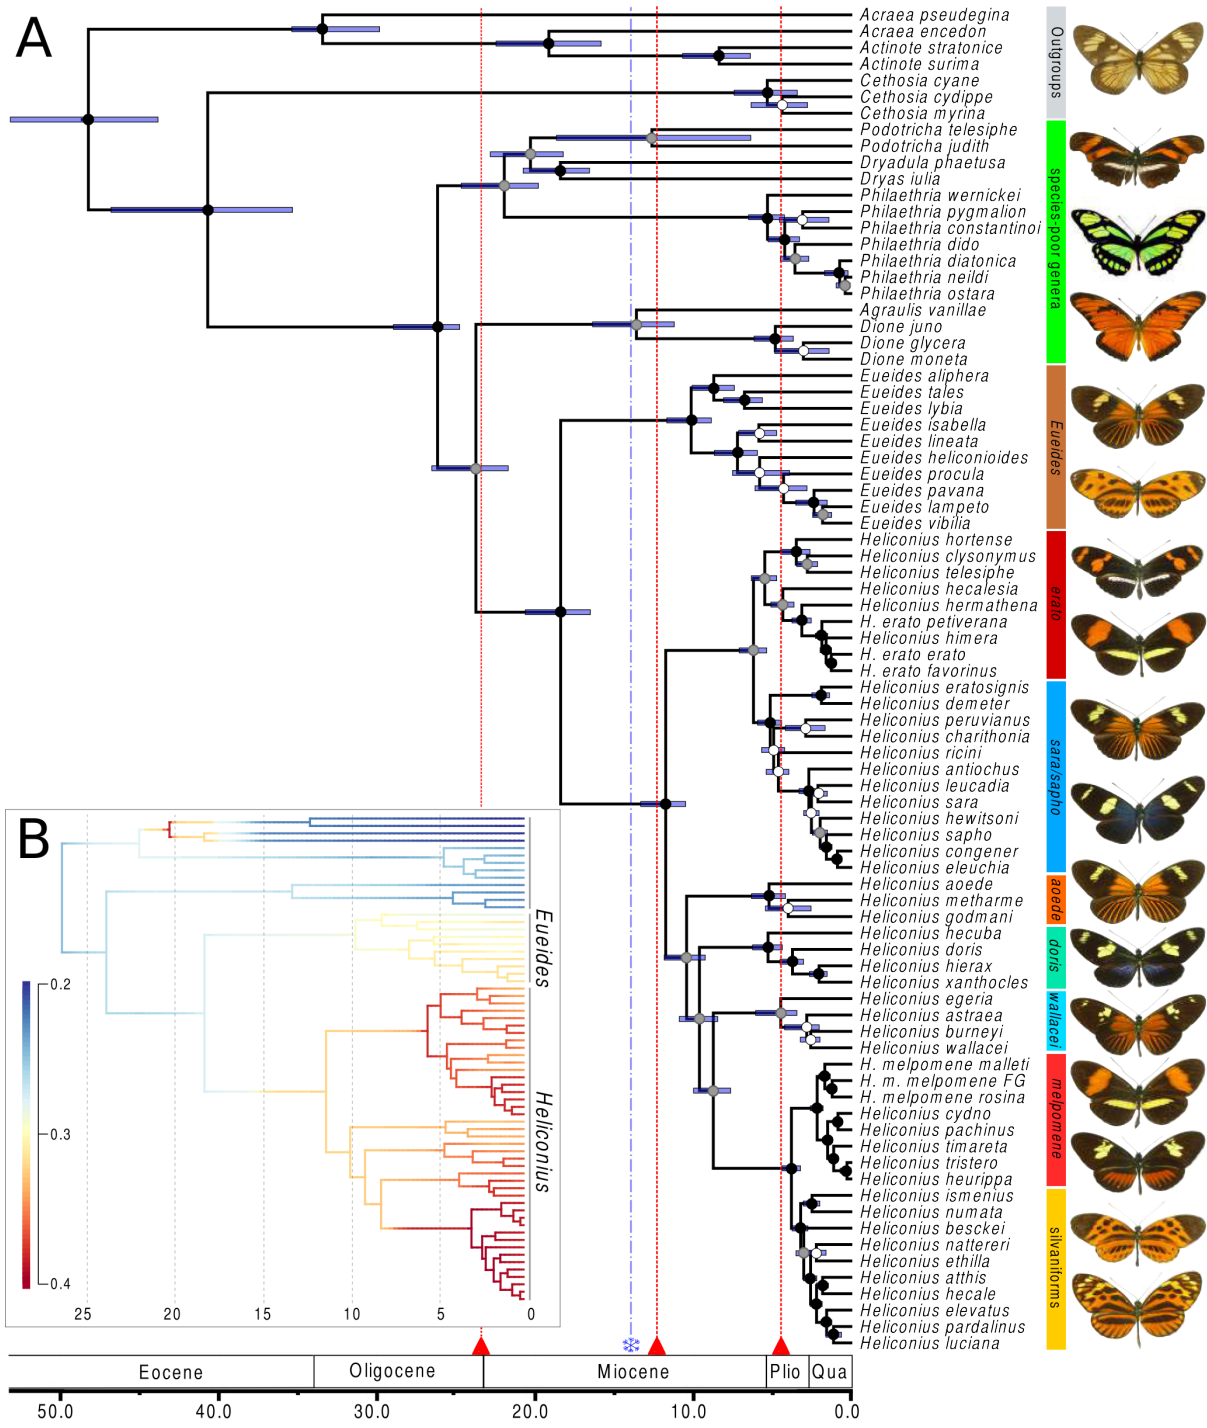 A
Acraea pseudegina
Acraea encedon
Actinote stratonice
Actinote surima
Cethosia cyane
Cethosia cydippe
Cethosia myrina
Podotricha telesiphe
Podotricha judith
Dryadula phaetusa
Dryas iulia
Philaethria wernickei
Philaethria pygmalion
Philaethria constantinoi
Philaethria dido
Philaethria diatonica
Philaethria neildi
Philaethria ostara
Agraulis vanillae
Dione juno
Dione glycera
Dione moneta
Eueides aliphera
Eueides tales
Eueides lybia
Eueides isabella
Eueides lineata
Eueides heliconioides
Eueides procula
Eueides pavana
Eueides lampeto
Eueides vibilia
Heliconius hortense
Heliconius clysonymus
Heliconius telesiphe
Heliconius hecalesia
Heliconius hermathena
H. erato petiverana
Heliconius himera
H. erato erato
H. erato favorinus
Heliconius eratosignis
Heliconius demeter
Heliconius peruvianus
Heliconius charithonia
Heliconius ricini
Heliconius antiochus
Heliconius leucadia
Heliconius sara
Heliconius hewitsoni
Heliconius sapho
Heliconius congener
Heliconius eleuchia
Heliconius aoede
Heliconius metharme
Heliconius godmani
Heliconius hecuba
Heliconius doris
Heliconius hierax
Heliconius xanthocles
Heliconius egeria
Heliconius astraea
Heliconius burneyi
Heliconius wallacei
H. melpomene malleti
H. m. melpomene FG
H. melpomene rosina
Heliconius cydno
Heliconius pachinus
Heliconius timareta
Heliconius tristero
Heliconius heurippa
Heliconius ismenius
Heliconius numata
Heliconius besckei
Heliconius nattereri
Heliconius ethilla
Heliconius atthis
Heliconius hecale
Heliconius elevatus
Heliconius pardalinus
Heliconius luciana
Outgroups
species-poor genera
Eueides
erato
sara/sapho
aoede
doris
wallacei
melpomene
silvaniforms
B
Eueides
Heliconius
0.2
0.3
0.4
25 20 15 10 5 0
Eocene Oligocene Miocene Plio Qua
50.0 40.0 30.0 20.0 10.0 0.0